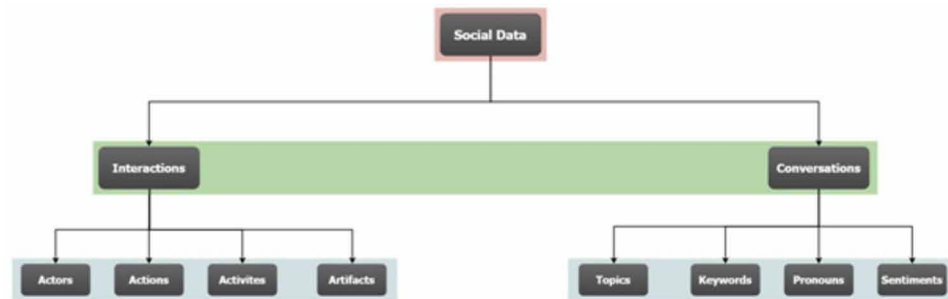 Social Data
Interactions
Conversations
Actors
Actions
Activites
Artifacts
Topics
Keywords
Pronouns
Sentiments